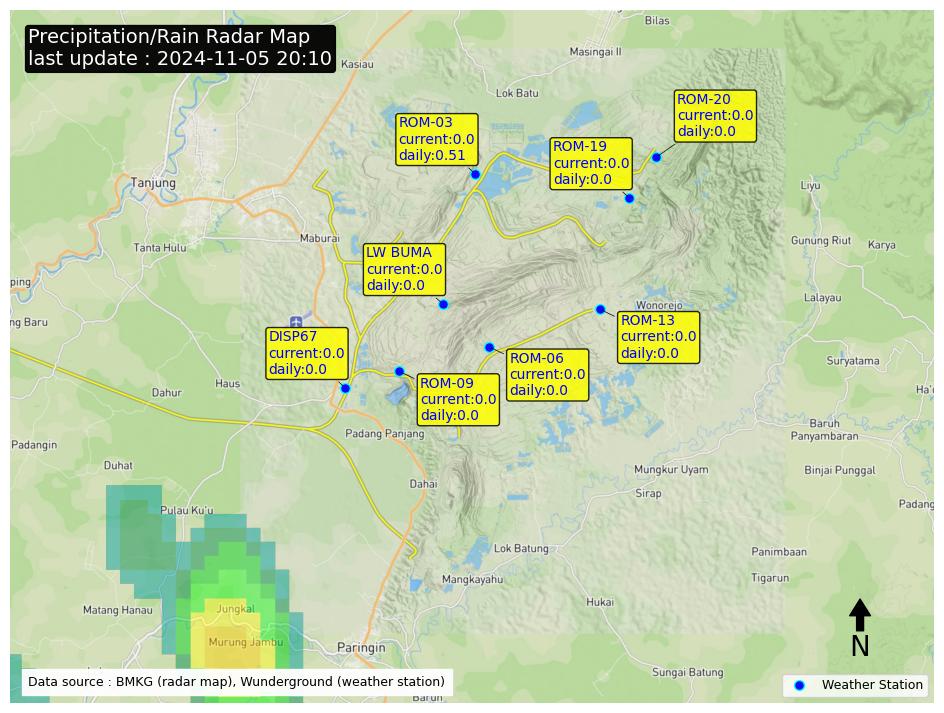 Precipitation/Rain Radar Map
last update : 2024-11-05 20:10
Bilas
Masingai II
Kasiau
Lok Batu
ROM-20
current:0.0
daily:0.0
ROM-03
current:0.0
daily:0.51
ROM-19
current:0.0
daily:0.0
Tanjung
Liyu
Maburai
Tanta Hulu
Gunung Riut
Karya
LW BUMA
current:0.0
daily:0.0
ping
Lalayau
Wonorejo
ng Baru
ROM-13
current:0.0
daily:0.0
DISP67
current:0.0
daily:0.0
ROM-06
current:0.0
daily:0.0
Suryatama
Haus
ROM-09
current:0.0
daily:0.0
Dahur
Ha'
Baruh
Panyambaran
Padang Panjang
Padangin
Duhat
Mungkur Uyam
Binjai Punggal
Dahai
Sirap
Padang
Pulau Ku'u
Lok Batung
Panimbaan
Mangkayahu
Tigarun
Hukai
Matang Hanau
Jungkal
Murung Jambu
Paringin
N
Sungai Batung
Data source : BMKG (radar map), Wunderground (weather station)
Weather Station
Barun